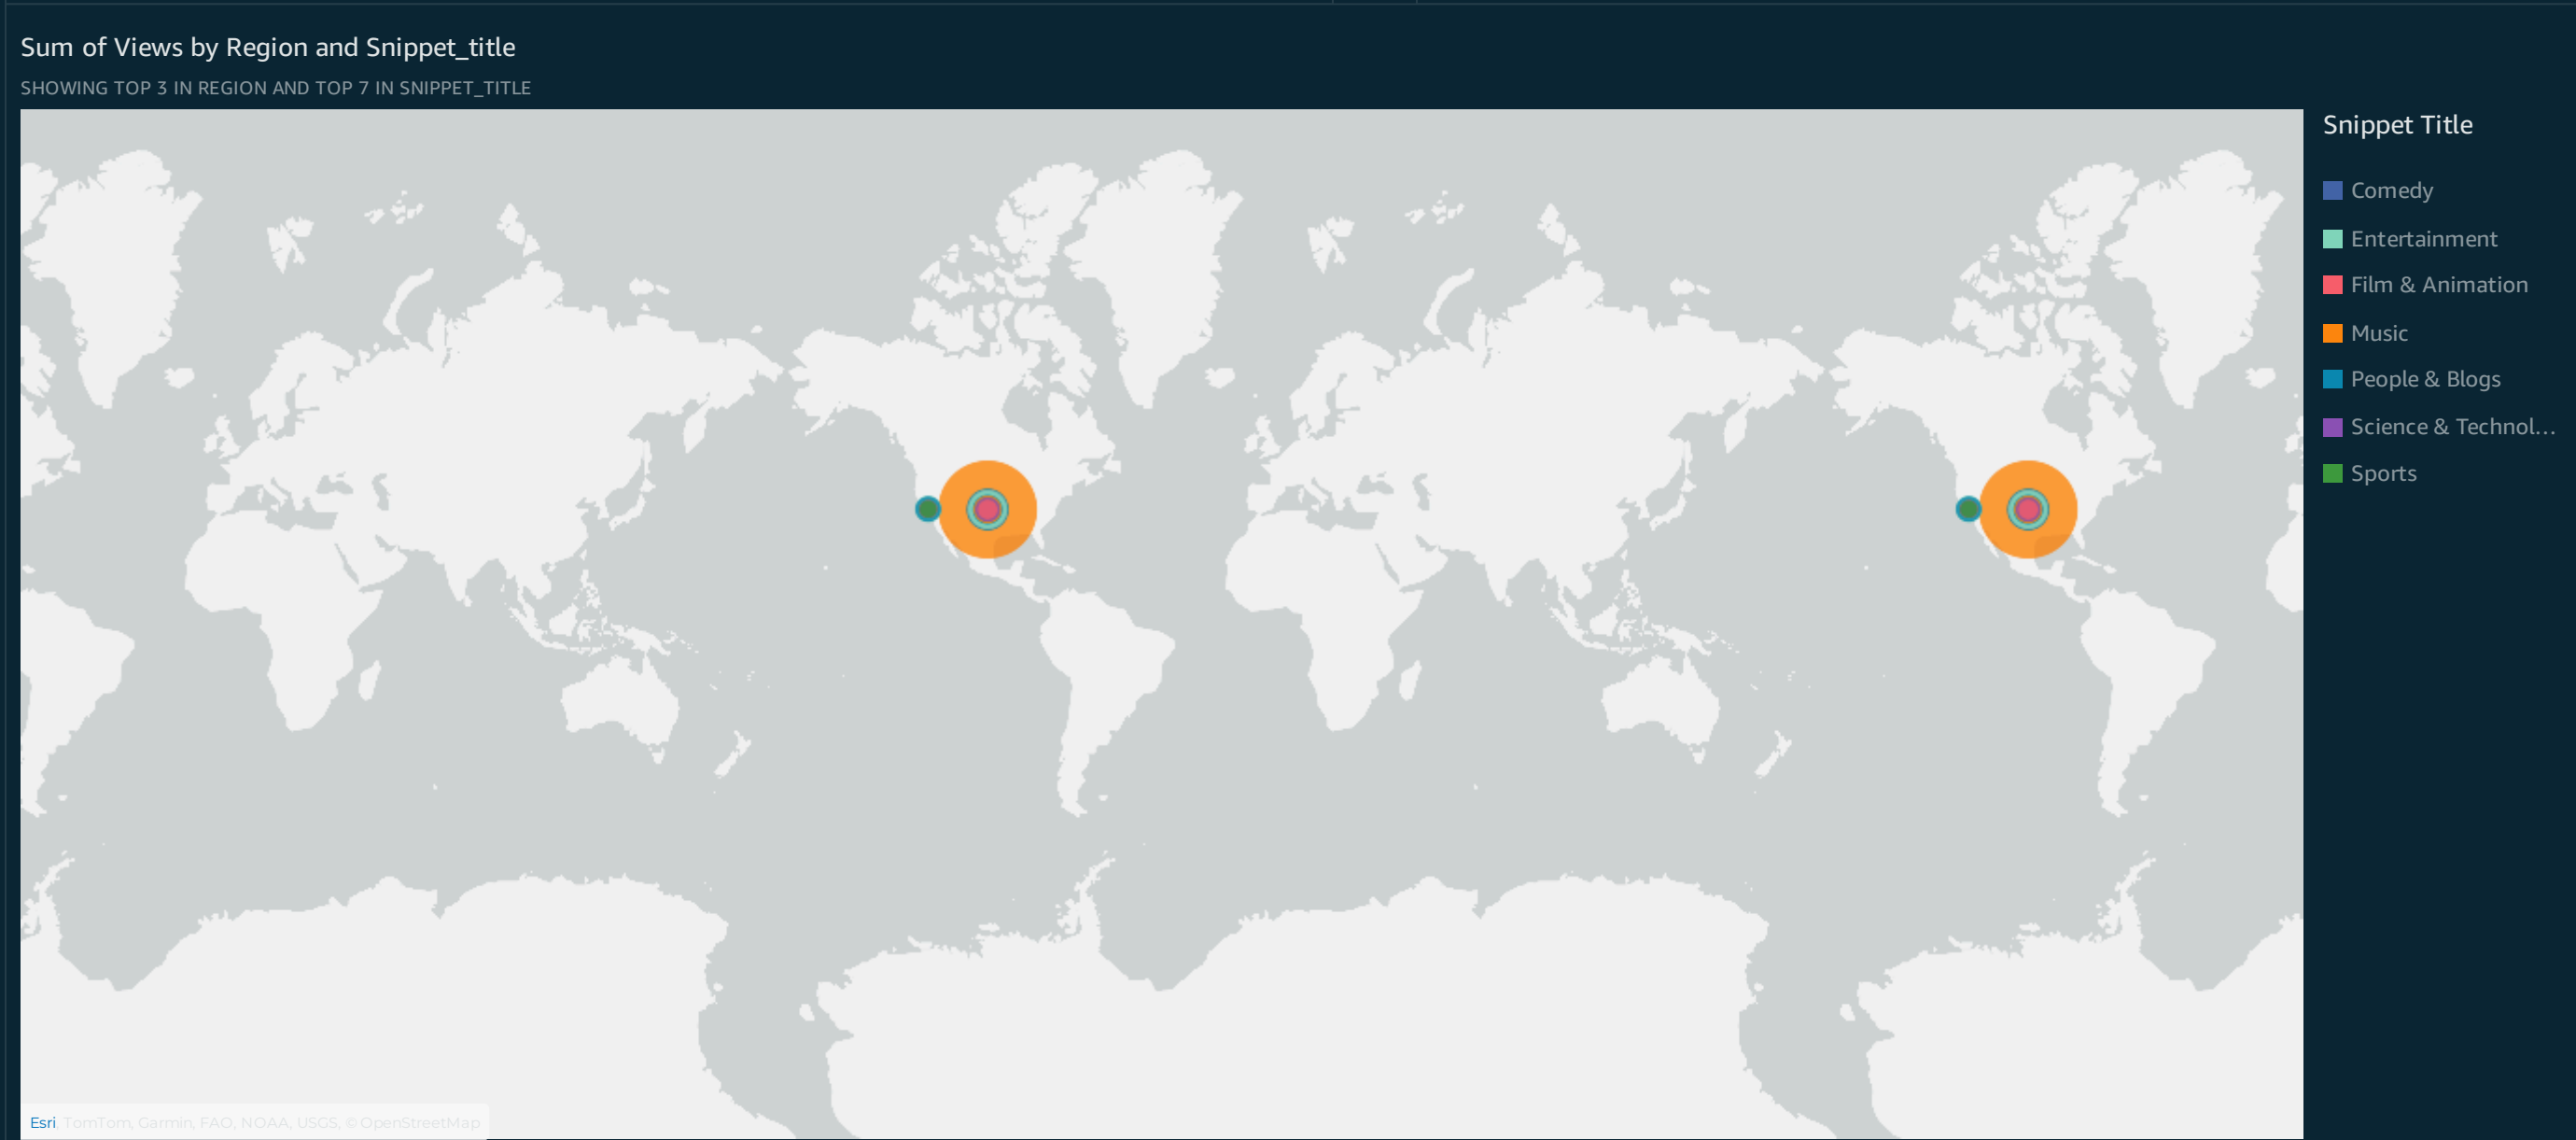 Sum of Views by Region and Snippet_title
SHOWING TOP 3 IN REGION AND TOP 7 IN SNIPPET_TITLE
Snippet Title
Comedy
Entertainment
Film & Animation
Music
People & Blogs
Science & Technol...
Sports
Esri, TomTom, Garmin, FAO, NOAA, USGS, © OpenStreetMap